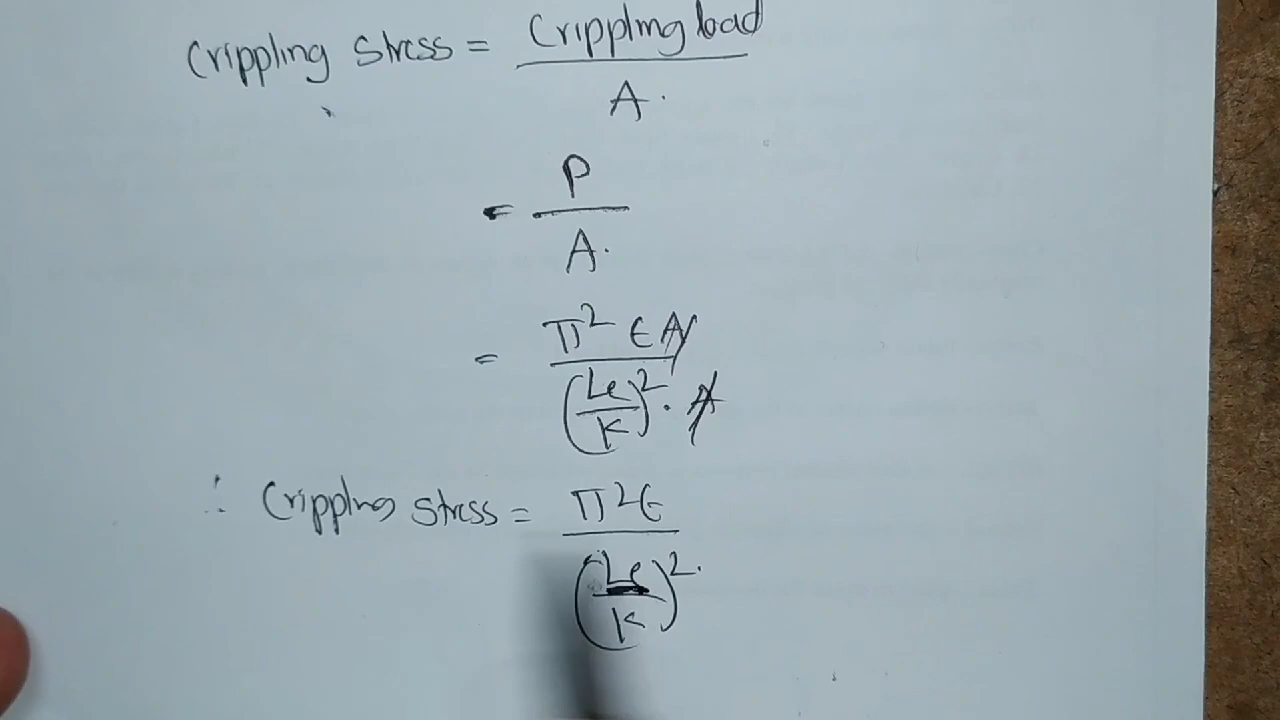 Crippling Stress = Crippling load
A.
= P
A.
= π² E A
(Le/K)² . A
∴ Crippling Stress = π² E
(Le/K)².